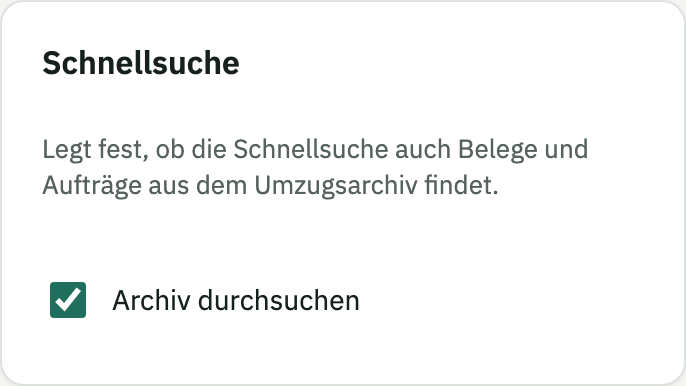 Schnellsuche
Legt fest, ob die Schnellsuche auch Belege und
Aufträge aus dem Umzugsarchiv findet.
Archiv durchsuchen